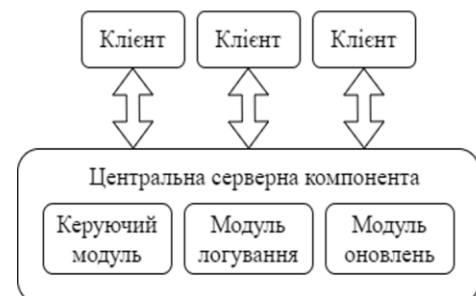 Клієнт Клієнт Клієнт
Центральна серверна компонента
Керуючий модуль
Модуль логування
Модуль оновлень